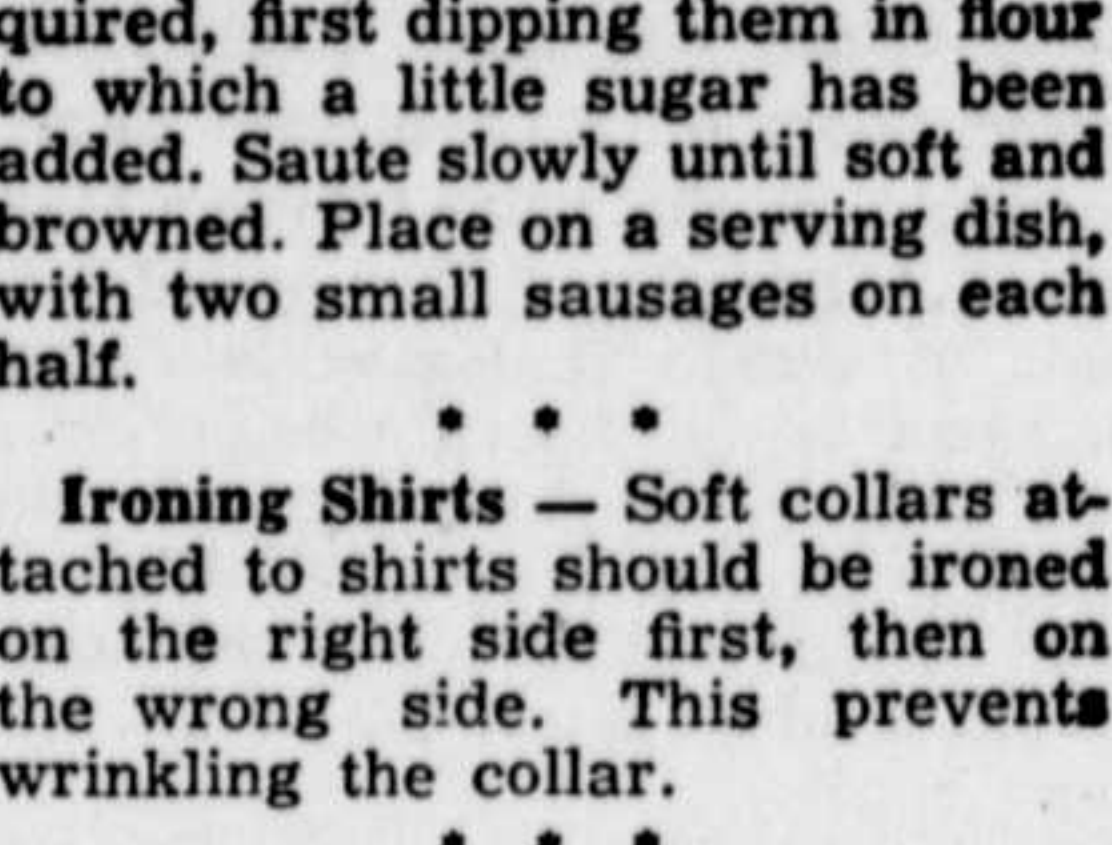 quired, first dipping them in flour
to which a little sugar has been
added. Saute slowly until soft and
browned. Place on a serving dish,
with two small sausages on each
half.
* * *
Ironing Shirts — Soft collars at-
tached to shirts should be ironed
on the right side first, then on
the wrong side. This prevents
wrinkling the collar.
* * *